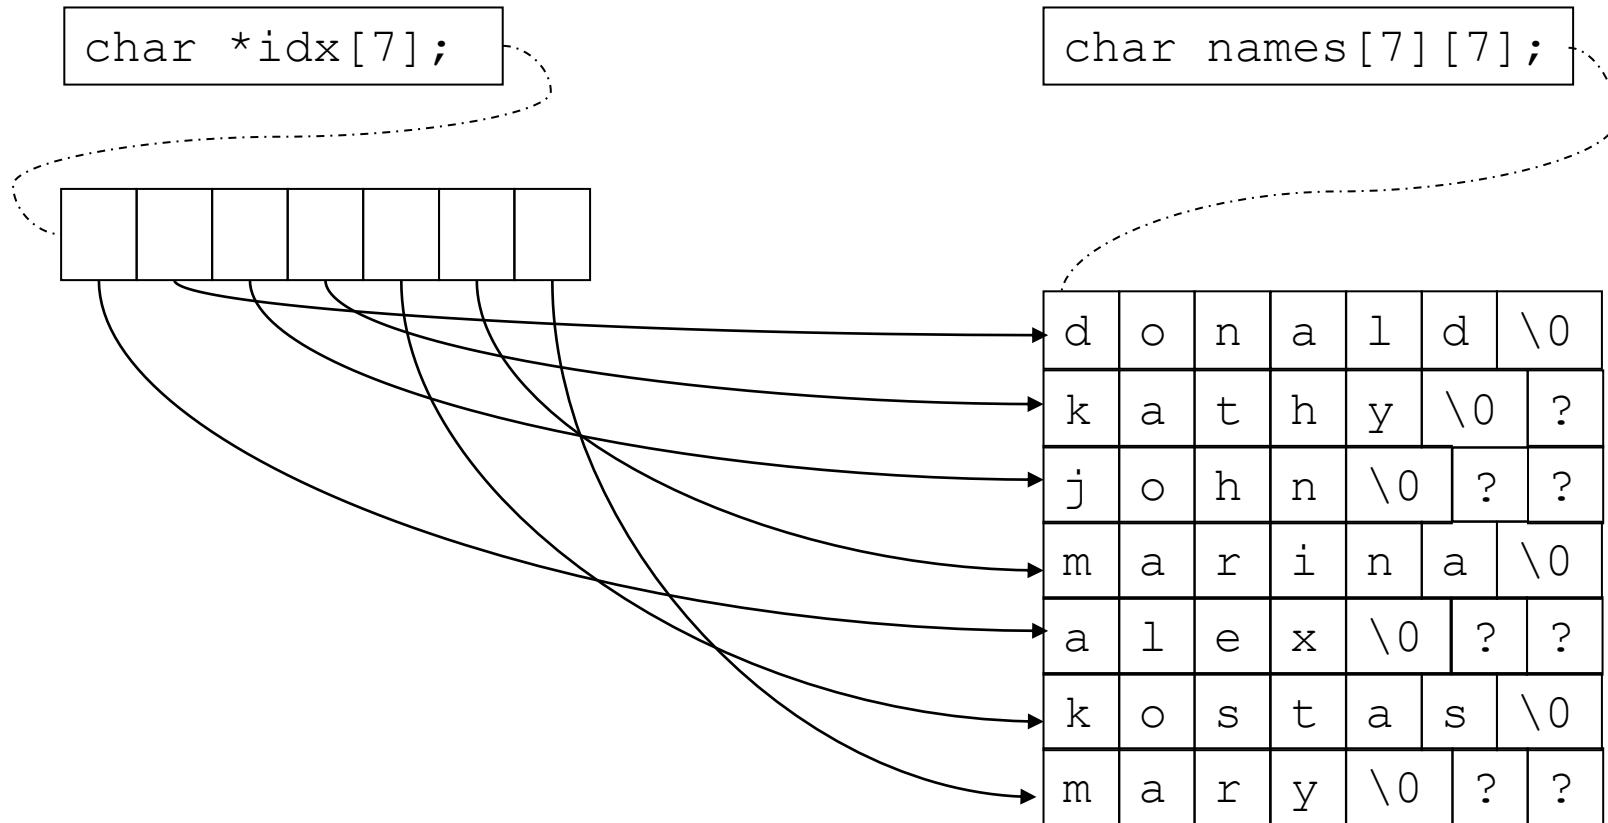 char *idx[7];
char names[7][7];
d o n a l d \0
k a t h y \0 ?
j o h n \0 ? ?
m a r i n a \0
a l e x \0 ? ?
k o s t a s \0
m a r y \0 ? ?